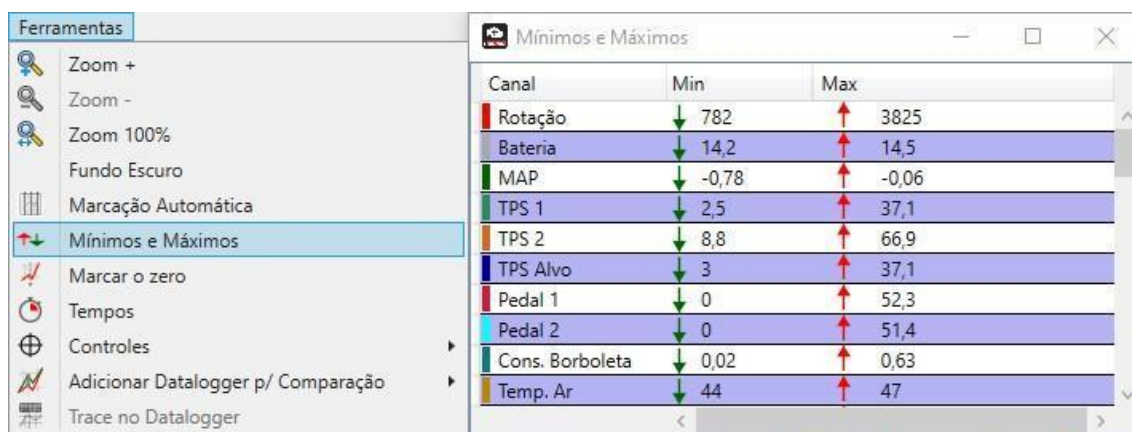 Ferramentas
Zoom +
Zoom -
Zoom 100%
Fundo Escuro
Marcação Automática
Mínimos e Máximos
Marcar o zero
Tempos
Controles
Adicionar Datalogger p/ Comparação
Trace no Datalogger
Mínimos e Máximos
Canal Min Max
Rotação 782 3825
Bateria 14,2 14,5
MAP -0,78 -0,06
TPS 1 2,5 37,1
TPS 2 8,8 66,9
TPS Alvo 3 37,1
Pedal 1 0 52,3
Pedal 2 0 51,4
Cons. Borboleta 0,02 0,63
Temp. Ar 44 47